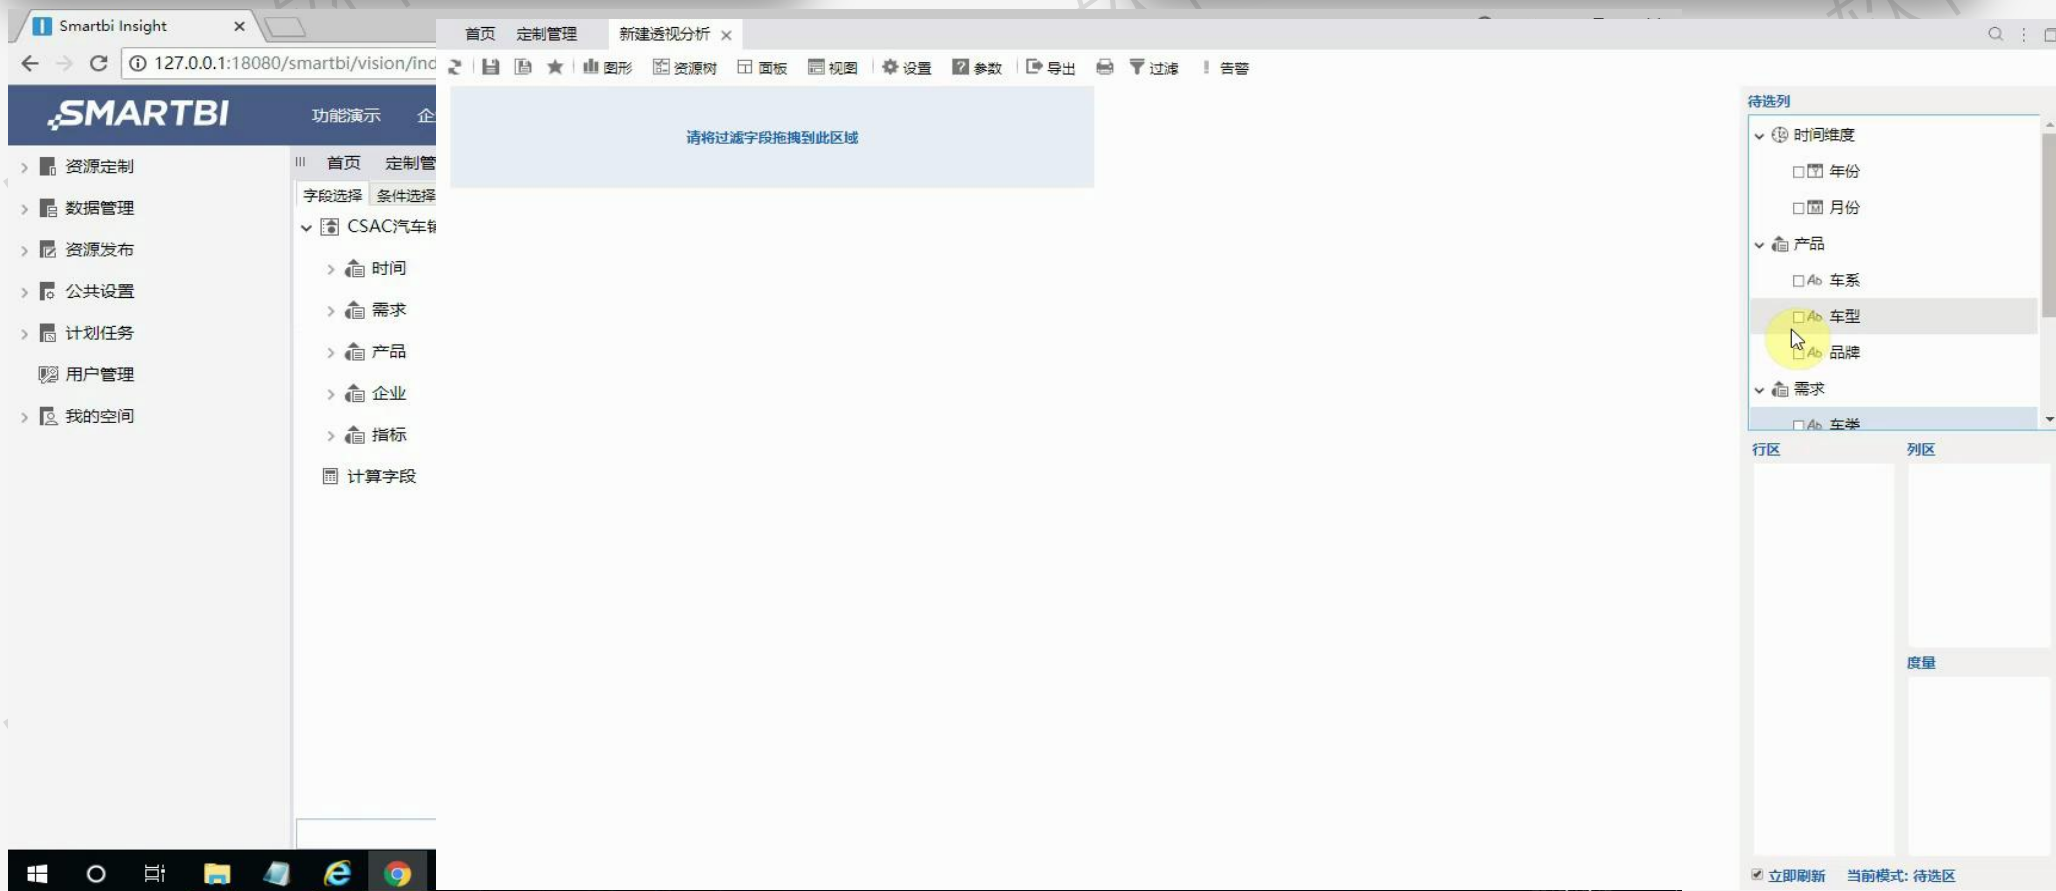 Smartbi Insight
127.0.0.1:18080/smartbi/vision/ind
SMARTBI
功能演示 企
资源定制
数据管理
资源发布
公共设置
计划任务
用户管理
我的空间
首页 定制管
字段选择 条件选择
CSAC汽车销
时间
需求
产品
企业
指标
计算字段
首页 定制管理 新建透视分析
图形 资源树 面板 视图 设置 参数 导出 过滤 告警
请将过滤字段拖拽到此区域
待选列
时间维度
年份
月份
产品
Ab 车系
Ab 车型
Ab 品牌
需求
Ab 车类
行区 列区
度量
立即刷新 当前模式: 待选区